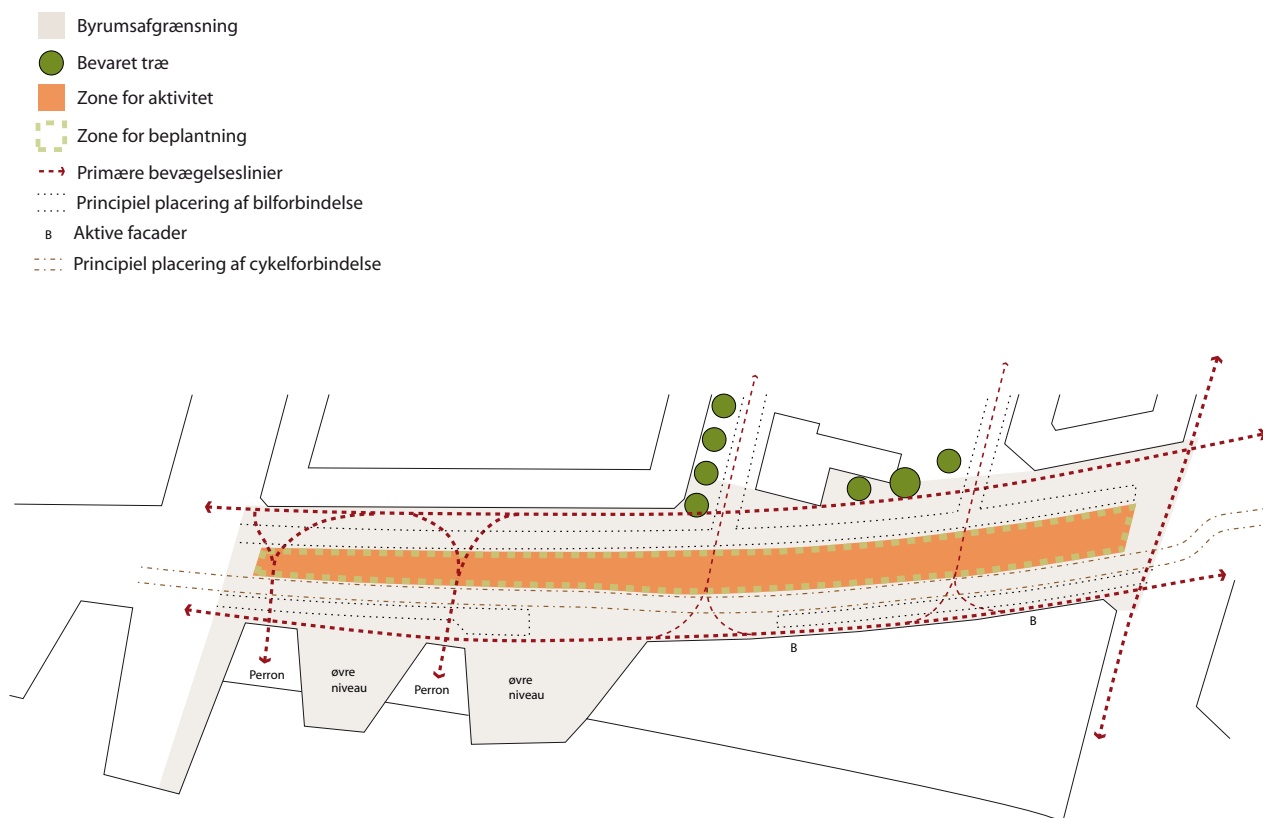 Byrumsafgrænsning
Bevaret træ
Zone for aktivitet
Zone for beplantning
Primære bevægelseslinier
Principiel placering af bilforbindelse
B Aktive facader
Principiel placering af cykelforbindelse
B
B
Perron
øvre
niveau
Perron
øvre
niveau